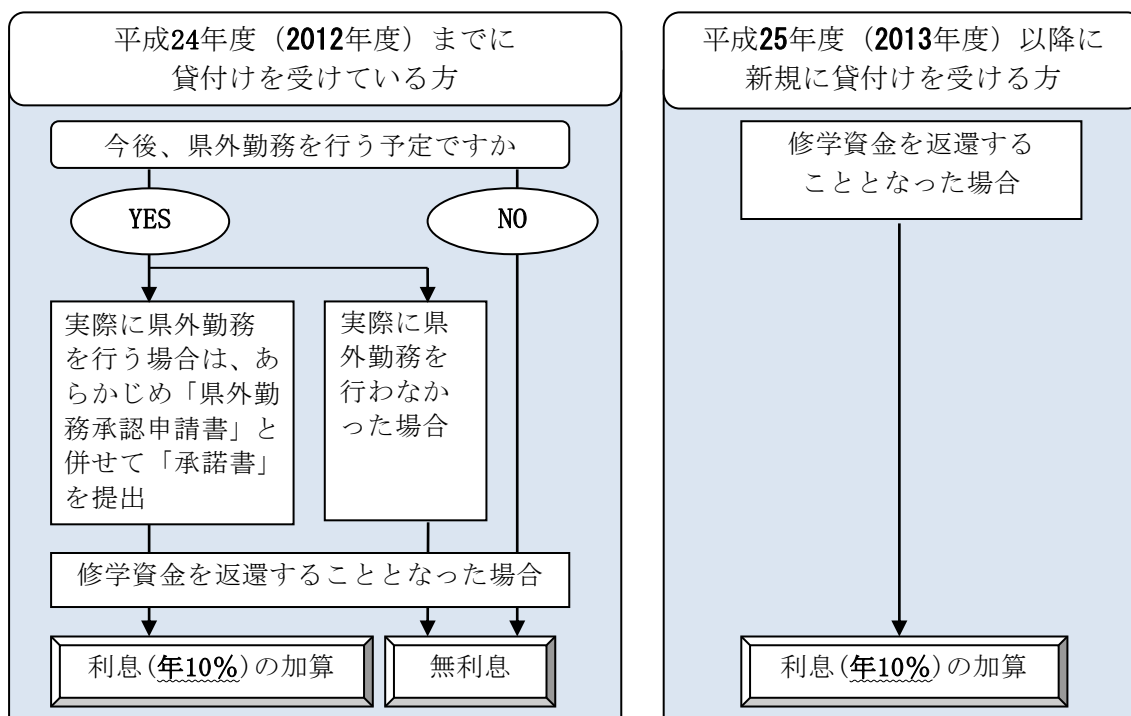 平成24年度（2012年度）までに
貸付けを受けている方
今後、県外勤務を行う予定ですか
YES
NO
実際に県外勤務
を行う場合は、あ
らかじめ「県外勤
務承認申請書」と
併せて「承諾書」
を提出
実際に県
外勤務を
行わなか
った場合
修学資金を返還することとなった場合
利息(年10%)の加算
無利息
平成25年度（2013年度）以降に
新規に貸付けを受ける方
修学資金を返還する
こととなった場合
利息(年10%)の加算